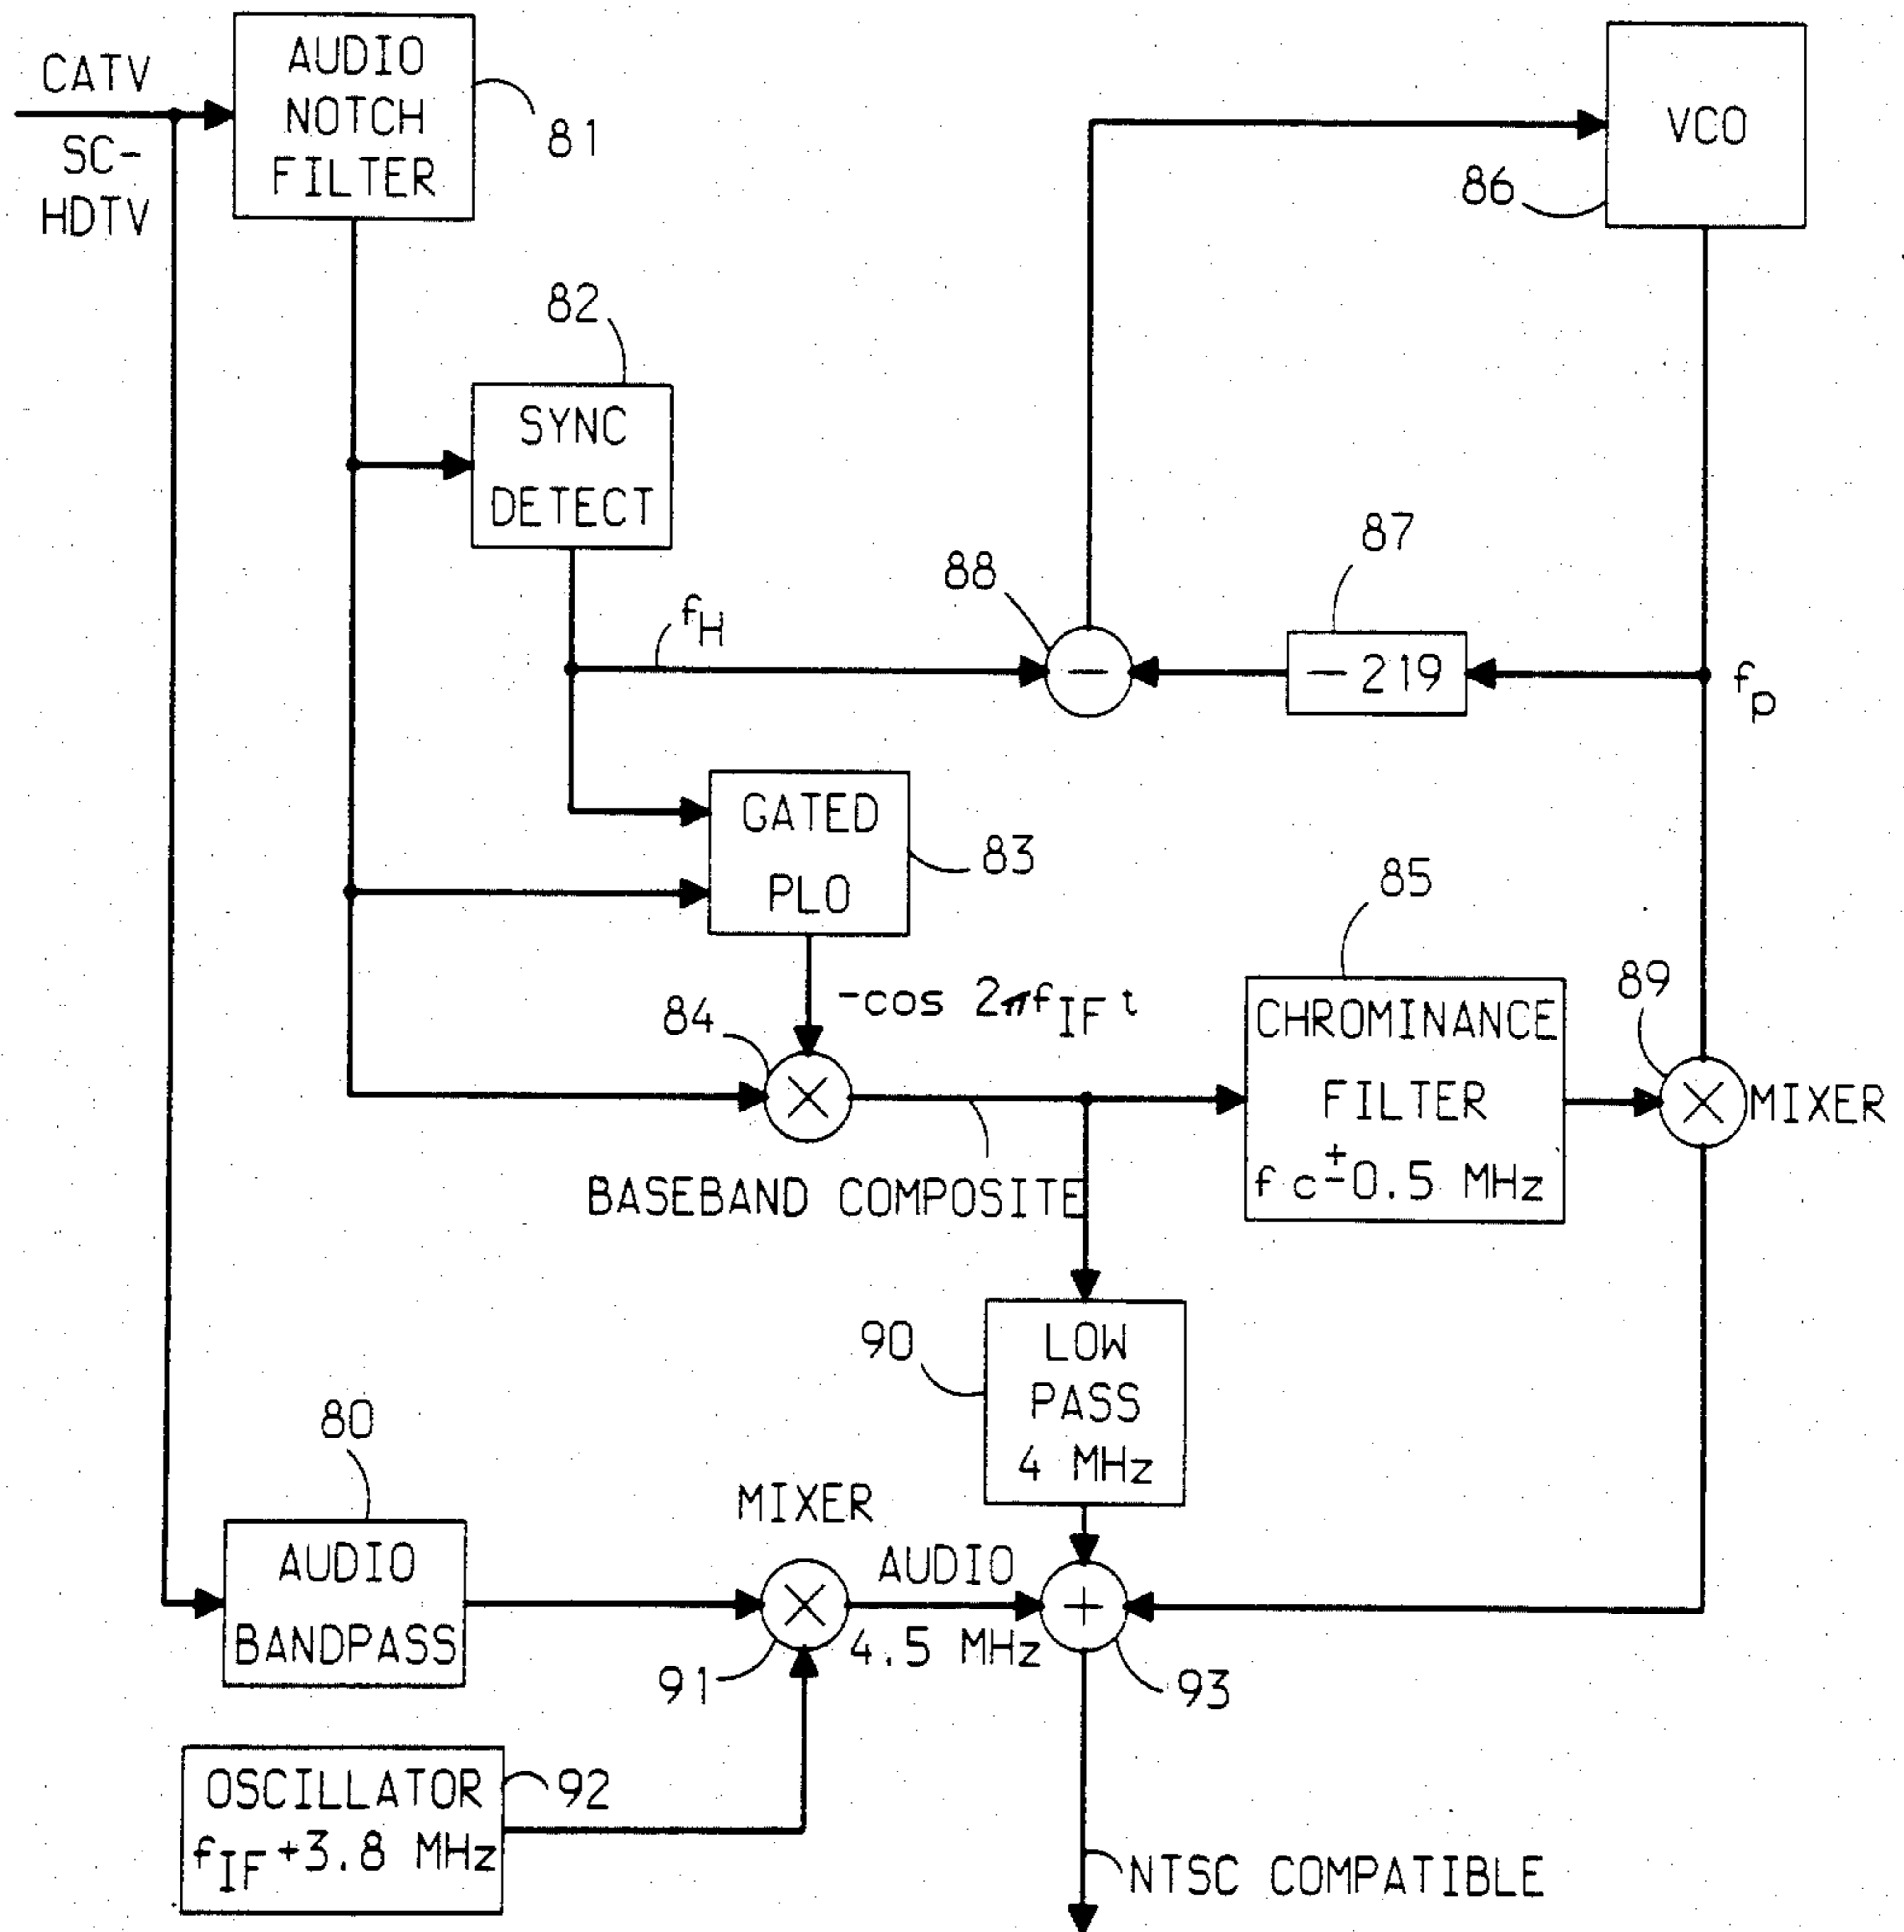 CATV
SC-
HDTV
AUDIO
NOTCH
FILTER
81
VCO
86
82
SYNC
DETECT
88
87
fH
−
−219
fp
GATED
PLO
83
85
84
-cos 2πfIF t
89
×
CHROMINANCE
FILTER
fc±0.5 MHz
×
MIXER
BASEBAND COMPOSITE
90
LOW
PASS
4 MHz
80
MIXER
AUDIO
BANDPASS
×
AUDIO
4.5 MHz
+
91
93
OSCILLATOR
fIF+3.8 MHz
92
NTSC COMPATIBLE